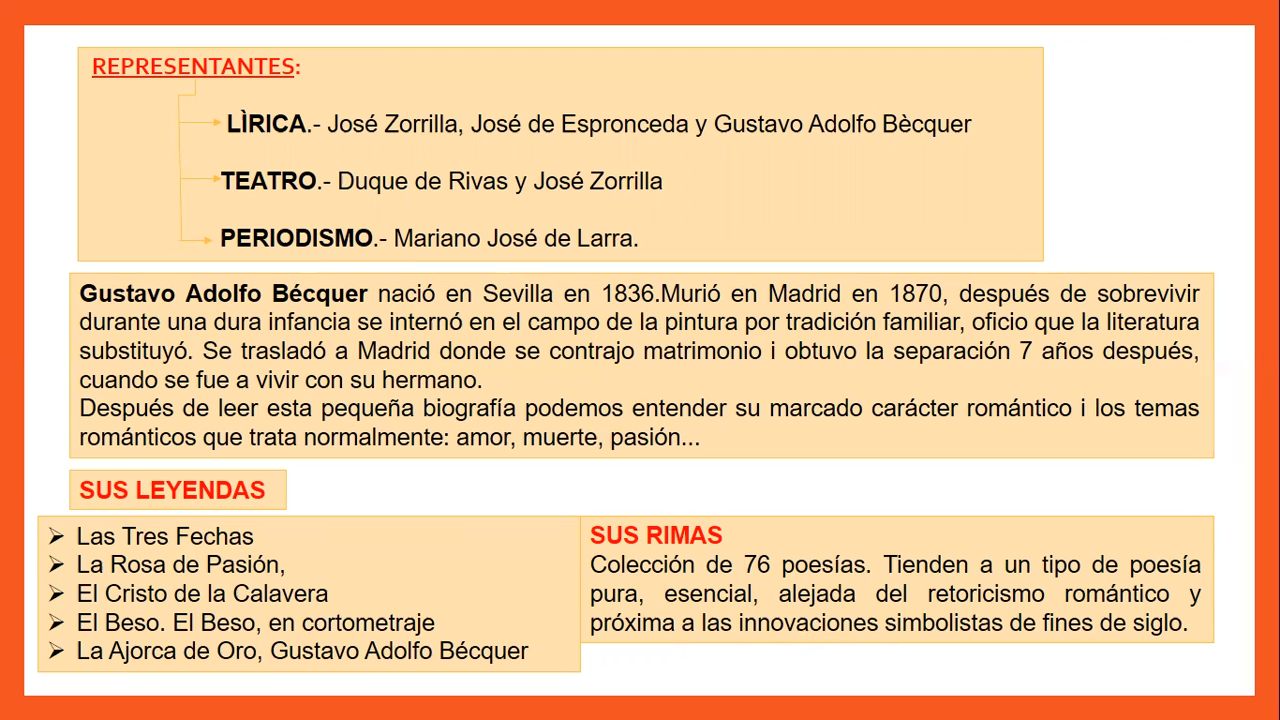 REPRESENTANTES:
LÌRICA.- José Zorrilla, José de Espronceda y Gustavo Adolfo Bècquer
TEATRO.- Duque de Rivas y José Zorrilla
PERIODISMO.- Mariano José de Larra.
Gustavo Adolfo Bécquer nació en Sevilla en 1836.Murió en Madrid en 1870, después de sobrevivir
durante una dura infancia se internó en el campo de la pintura por tradición familiar, oficio que la literatura
substituyó. Se trasladó a Madrid donde se contrajo matrimonio i obtuvo la separación 7 años después,
cuando se fue a vivir con su hermano.
Después de leer esta pequeña biografía podemos entender su marcado carácter romántico i los temas
románticos que trata normalmente: amor, muerte, pasión...
SUS LEYENDAS
➢ Las Tres Fechas
➢ La Rosa de Pasión,
➢ El Cristo de la Calavera
➢ El Beso. El Beso, en cortometraje
➢ La Ajorca de Oro, Gustavo Adolfo Bécquer
SUS RIMAS
Colección de 76 poesías. Tienden a un tipo de poesía
pura, esencial, alejada del retoricismo romántico y
próxima a las innovaciones simbolistas de fines de siglo.